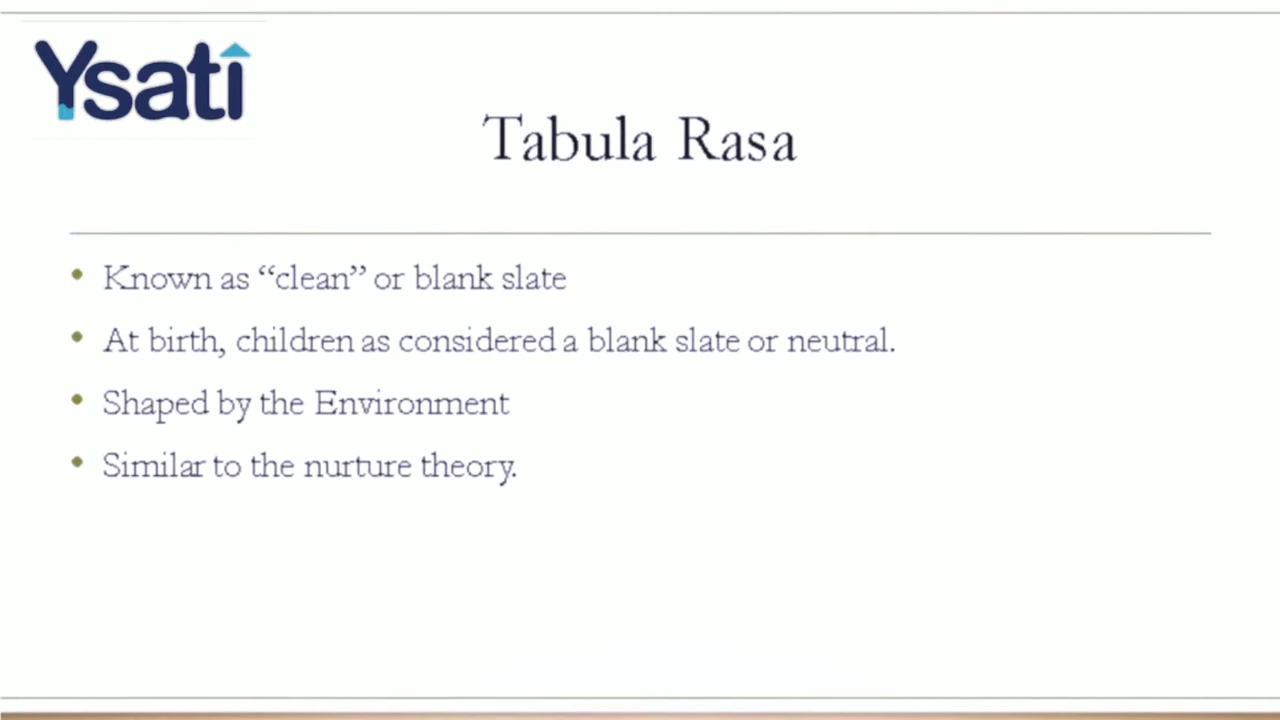 Ysati
Tabula Rasa
• Known as “clean” or blank slate
• At birth, children as considered a blank slate or neutral.
• Shaped by the Environment
• Similar to the nurture theory.